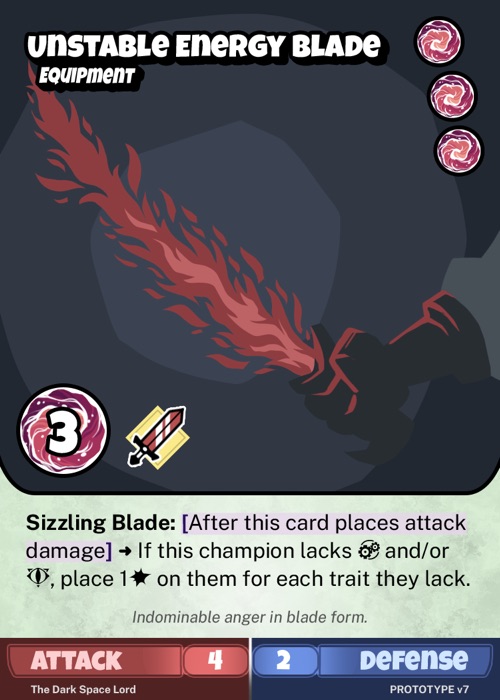 Unstable Energy Blade
Equipment
3
Sizzling Blade: [After this card places attack
damage] ➜ If this champion lacks and/or
, place 1 on them for each trait they lack.
Indominable anger in blade form.
ATTACK 4 2 DEFENSE
The Dark Space Lord PROTOTYPE v7